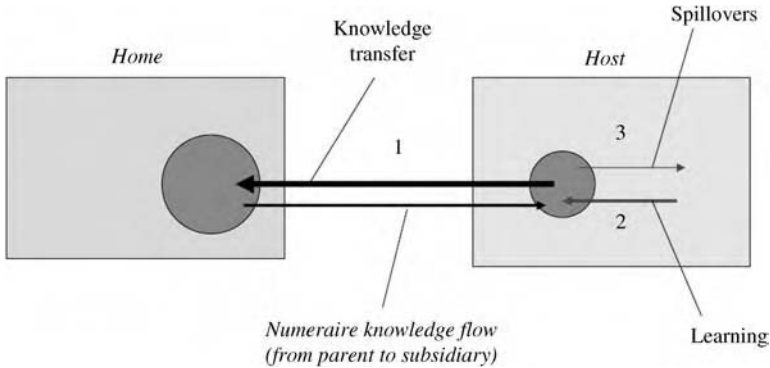 Spillovers
Knowledge
transfer
Home
Host
1
3
2
Numeraire knowledge flow
(from parent to subsidiary)
Learning